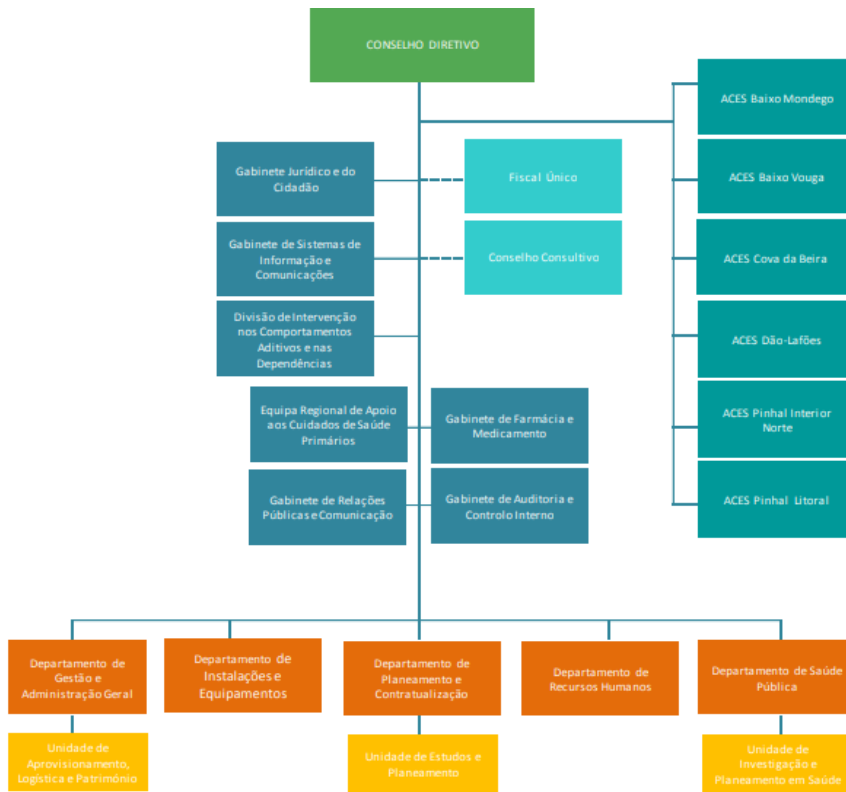 CONSELHO DIRETIVO
ACES Baixo Mondego
Gabinete Jurídico e do
Cidadão
Fiscal Único
ACES Baixo Vouga
Gabinete de Sistemas de
Informação e
Comunicações
Conselho Consultivo
ACES Cova da Beira
Divisão de Intervenção
nos Comportamentos
Aditivos e nas
Dependências
ACES Dão-Lafões
Equipa Regional de Apoio
aos Cuidados de Saúde
Primários
Gabinete de Farmácia e
Medicamento
ACES Pinhal Interior
Norte
Gabinete de Relações
Públicas e Comunicação
Gabinete de Auditoria e
Controlo Interno
ACES Pinhal Litoral
Departamento de
Gestão e
Administração Geral
Departamento de
Instalações e
Equipamentos
Departamento de
Planeamento e
Contratualização
Departamento de
Recursos Humanos
Departamento de Saúde
Pública
Unidade de
Aprovisionamento,
Logística e Património
Unidade de Estudos e
Planeamento
Unidade de
Investigação e
Planeamento em Saúde